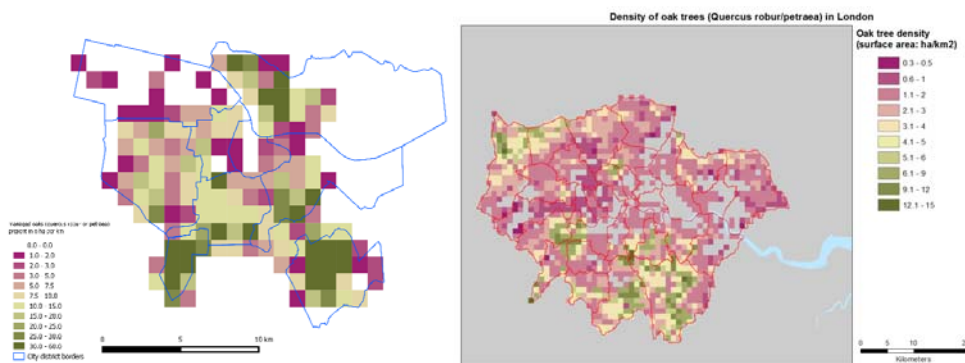 present in
per km
0.0 - 0.0
1.0 - 2.0
2.0 - 3.0
3.0 - 5.0
5.0 - 7.5
7.5 - 10.0
10.0 - 15.0
15.0 - 20.0
20.0 - 25.0
25.0 - 30.0
30.0 - 60.0
City district borders
0
5
10 km
Density of oak trees (Quercus robur/petraea) in London
Oak tree density
(surface area: ha/km2)
0.3 - 0.5
0.6 - 1
1.1 - 2
2.1 - 3
3.1 - 4
4.1 - 5
5.1 - 6
6.1 - 9
9.1 - 12
12.1 - 15
0
5
10
Kilometers